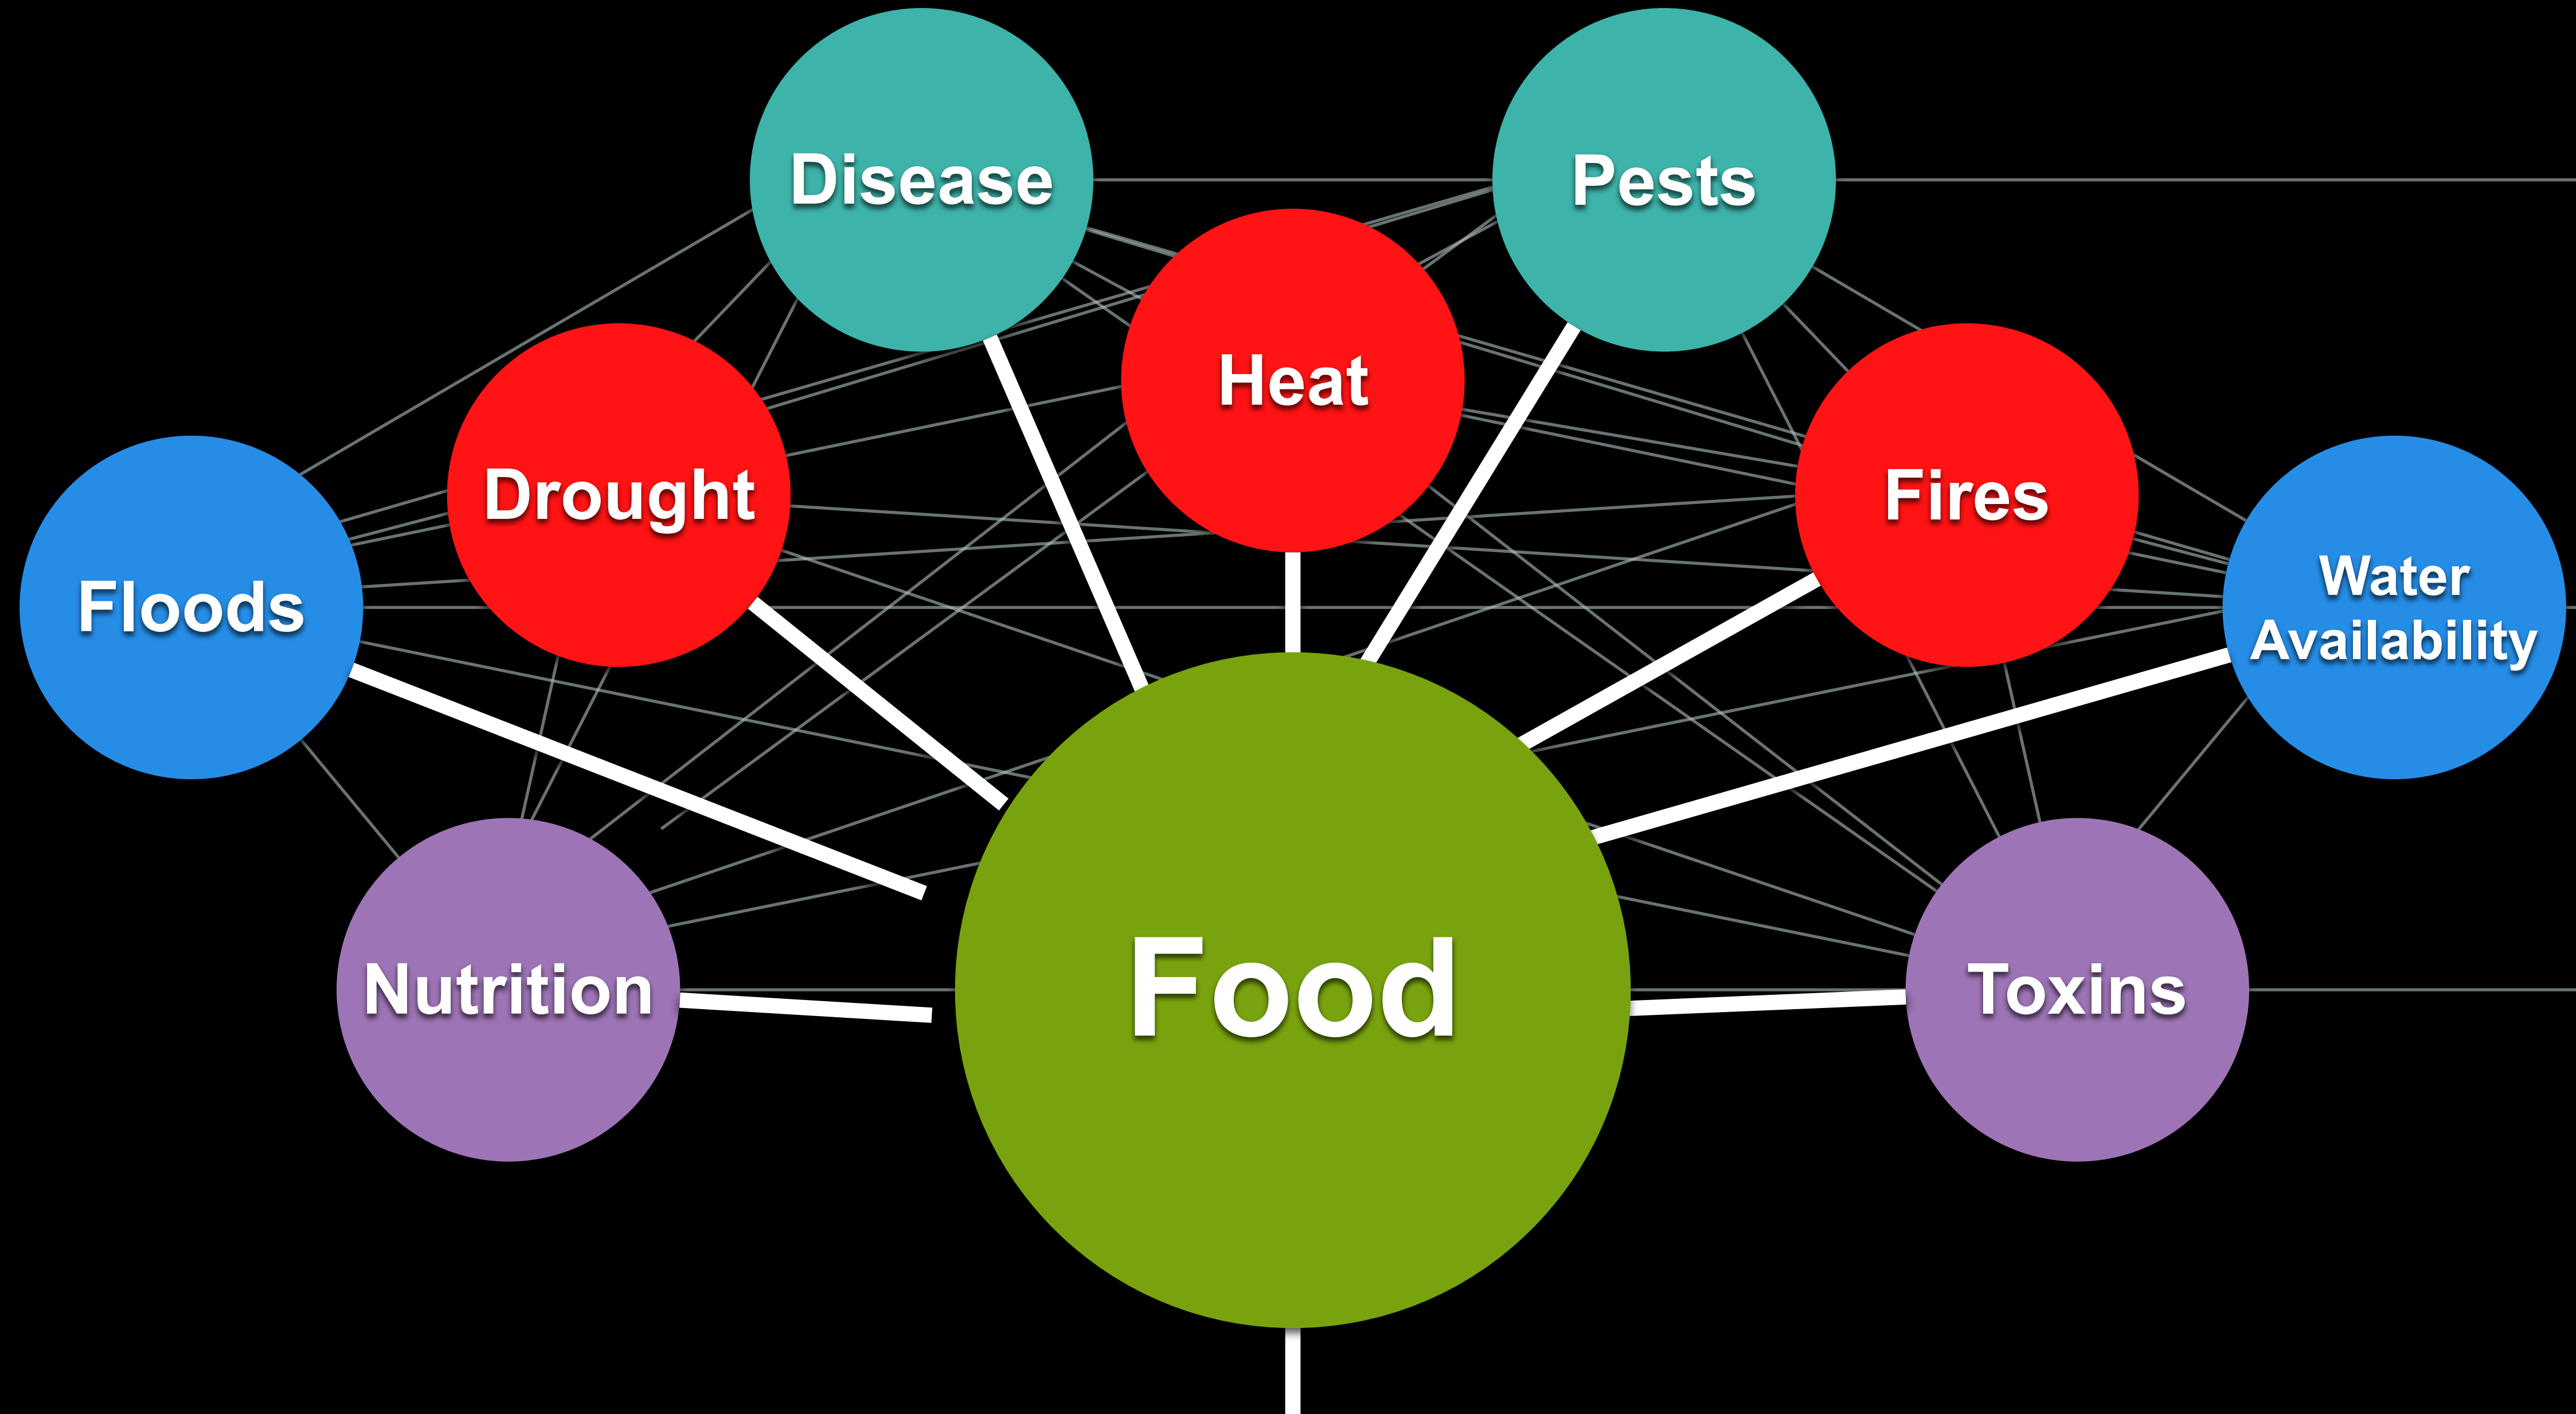 Disease
Pests
Heat
Drought
Fires
Floods
Water
Availability
Nutrition
Food
Toxins